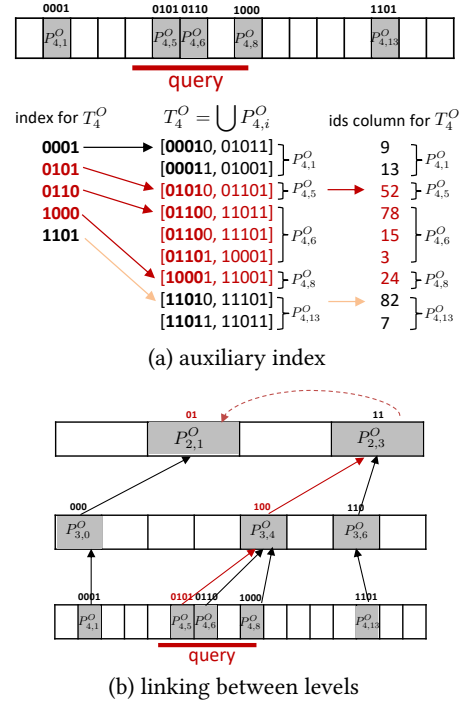 0001 0101 0110 1000 1101
P^O_{4,1} P^O_{4,5} P^O_{4,6} P^O_{4,8} P^O_{4,13}
query
index for T^O_4 T^O_4 = ⋃ P^O_{4,i} ids column for T^O_4
0001 [00010, 01011] P^O_{4,1} 9 P^O_{4,1}
0101 [00011, 01001] 13
0110 [01010, 01101] P^O_{4,5} 52 P^O_{4,5}
1000 [01100, 11011] 78
1101 [01100, 11101] P^O_{4,6} 15 P^O_{4,6}
[01101, 10001] 3
[10001, 11001] P^O_{4,8} 24 P^O_{4,8}
[11010, 11101] P^O_{4,13} 82 P^O_{4,13}
[11011, 11011] 7
(a) auxiliary index
01 11
P^O_{2,1} P^O_{2,3}
000 100 110
P^O_{3,0} P^O_{3,4} P^O_{3,6}
0001 0101 0110 1000 1101
P^O_{4,1} P^O_{4,5} P^O_{4,6} P^O_{4,8} P^O_{4,13}
query
(b) linking between levels